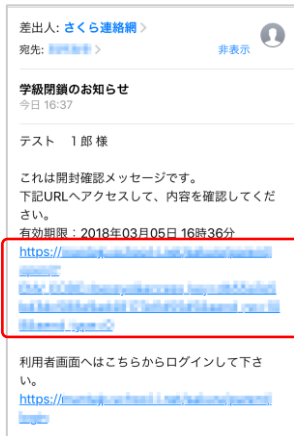 差出人: さくら連絡網
宛先:
非表示
学級閉鎖のお知らせ
今日 16:37
テスト １郎 様
これは開封確認メッセージです。
下記URLへアクセスして、内容を確認してくだ
さい。
有効期限：2018年03月05日 16時36分
https://
利用者画面へはこちらからログインして下さ
い。
https://